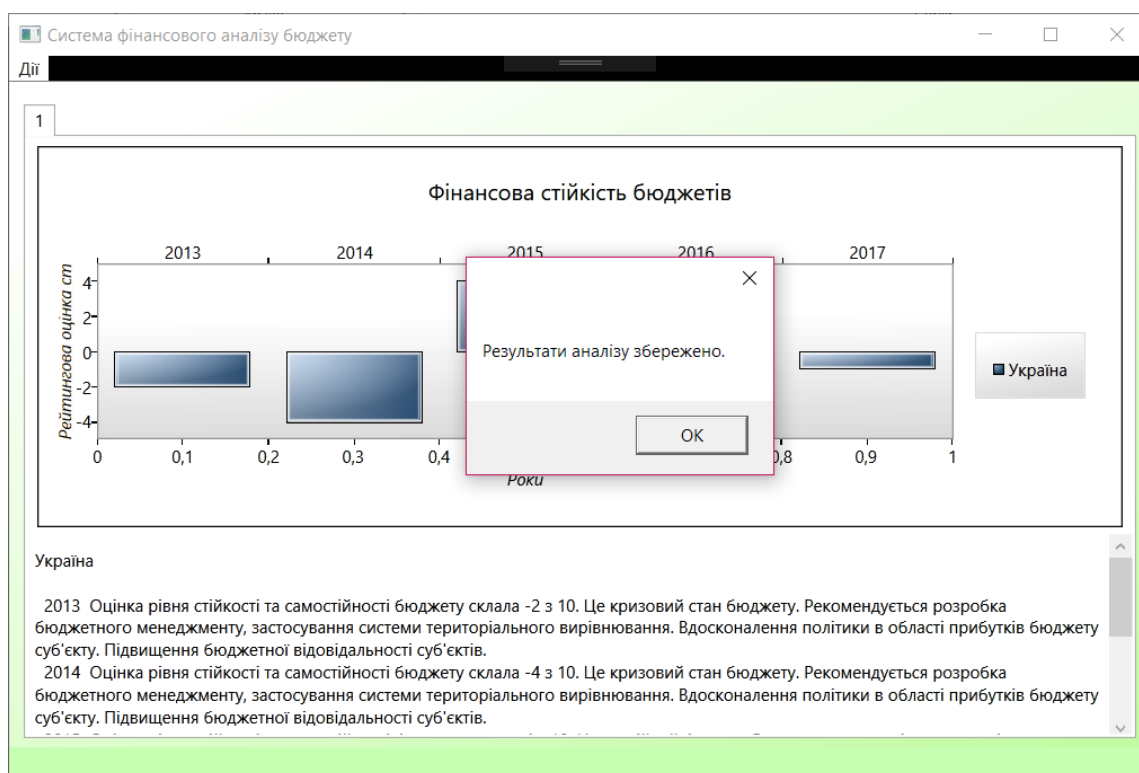 Система фінансового аналізу бюджету
Дії
1
Фінансова стійкість бюджетів
2013 2014 2015 2016 2017
Рейтингова оцінка ст
4
2
0
-2
-4
0 0,1 0,2 0,3 0,4 0,8 0,9 1
Роки
Україна
Результати аналізу збережено.
OK
Україна
2013 Оцінка рівня стійкості та самостійності бюджету склала -2 з 10. Це кризовий стан бюджету. Рекомендується розробка
бюджетного менеджменту, застосування системи територіального вирівнювання. Вдосконалення політики в області прибутків бюджету
суб'єкту. Підвищення бюджетної відовідальності суб'єктів.
2014 Оцінка рівня стійкості та самостійності бюджету склала -4 з 10. Це кризовий стан бюджету. Рекомендується розробка
бюджетного менеджменту, застосування системи територіального вирівнювання. Вдосконалення політики в області прибутків бюджету
суб'єкту. Підвищення бюджетної відовідальності суб'єктів.